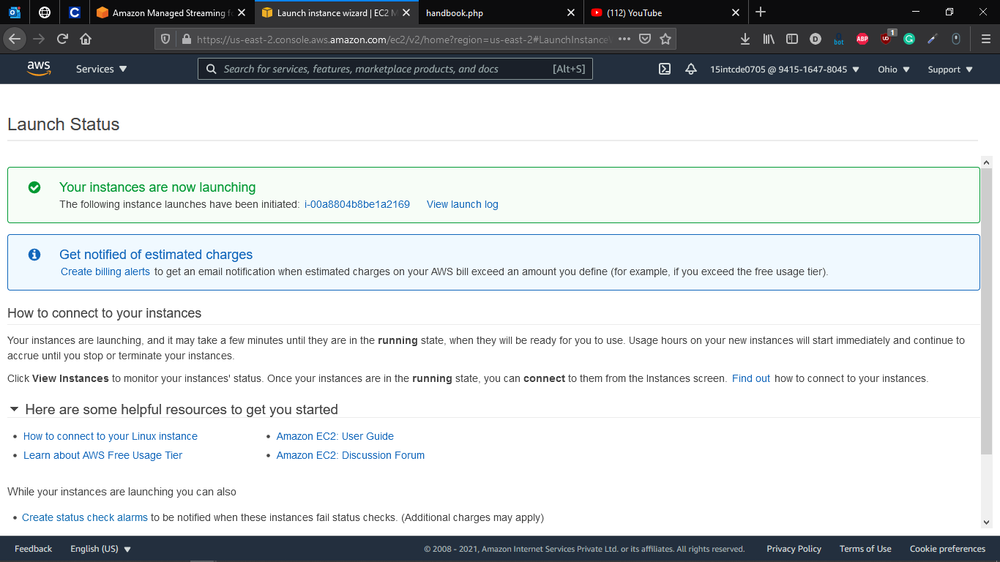 Amazon Managed Streaming fo
Launch instance wizard | EC2 M
handbook.php
(112) YouTube
https://us-east-2.console.aws.amazon.com/ec2/v2/home?region=us-east-2#LaunchInstance
D
bot
ABP
1
aws
Services
Search for services, features, marketplace products, and docs
[Alt+S]
15intcde0705 @ 9415-1647-8045
Ohio
Support
Launch Status
Your instances are now launching
The following instance launches have been initiated: i-00a8804b8be1a2169 View launch log
Get notified of estimated charges
Create billing alerts to get an email notification when estimated charges on your AWS bill exceed an amount you define (for example, if you exceed the free usage tier).
How to connect to your instances
Your instances are launching, and it may take a few minutes until they are in the running state, when they will be ready for you to use. Usage hours on your new instances will start immediately and continue to
accrue until you stop or terminate your instances.
Click View Instances to monitor your instances' status. Once your instances are in the running state, you can connect to them from the Instances screen. Find out how to connect to your instances.
Here are some helpful resources to get you started
• How to connect to your Linux instance
• Amazon EC2: User Guide
• Learn about AWS Free Usage Tier
• Amazon EC2: Discussion Forum
While your instances are launching you can also
• Create status check alarms to be notified when these instances fail status checks. (Additional charges may apply)
Feedback
English (US)
© 2008 - 2021, Amazon Internet Services Private Ltd. or its affiliates. All rights reserved.
Privacy Policy
Terms of Use
Cookie preferences